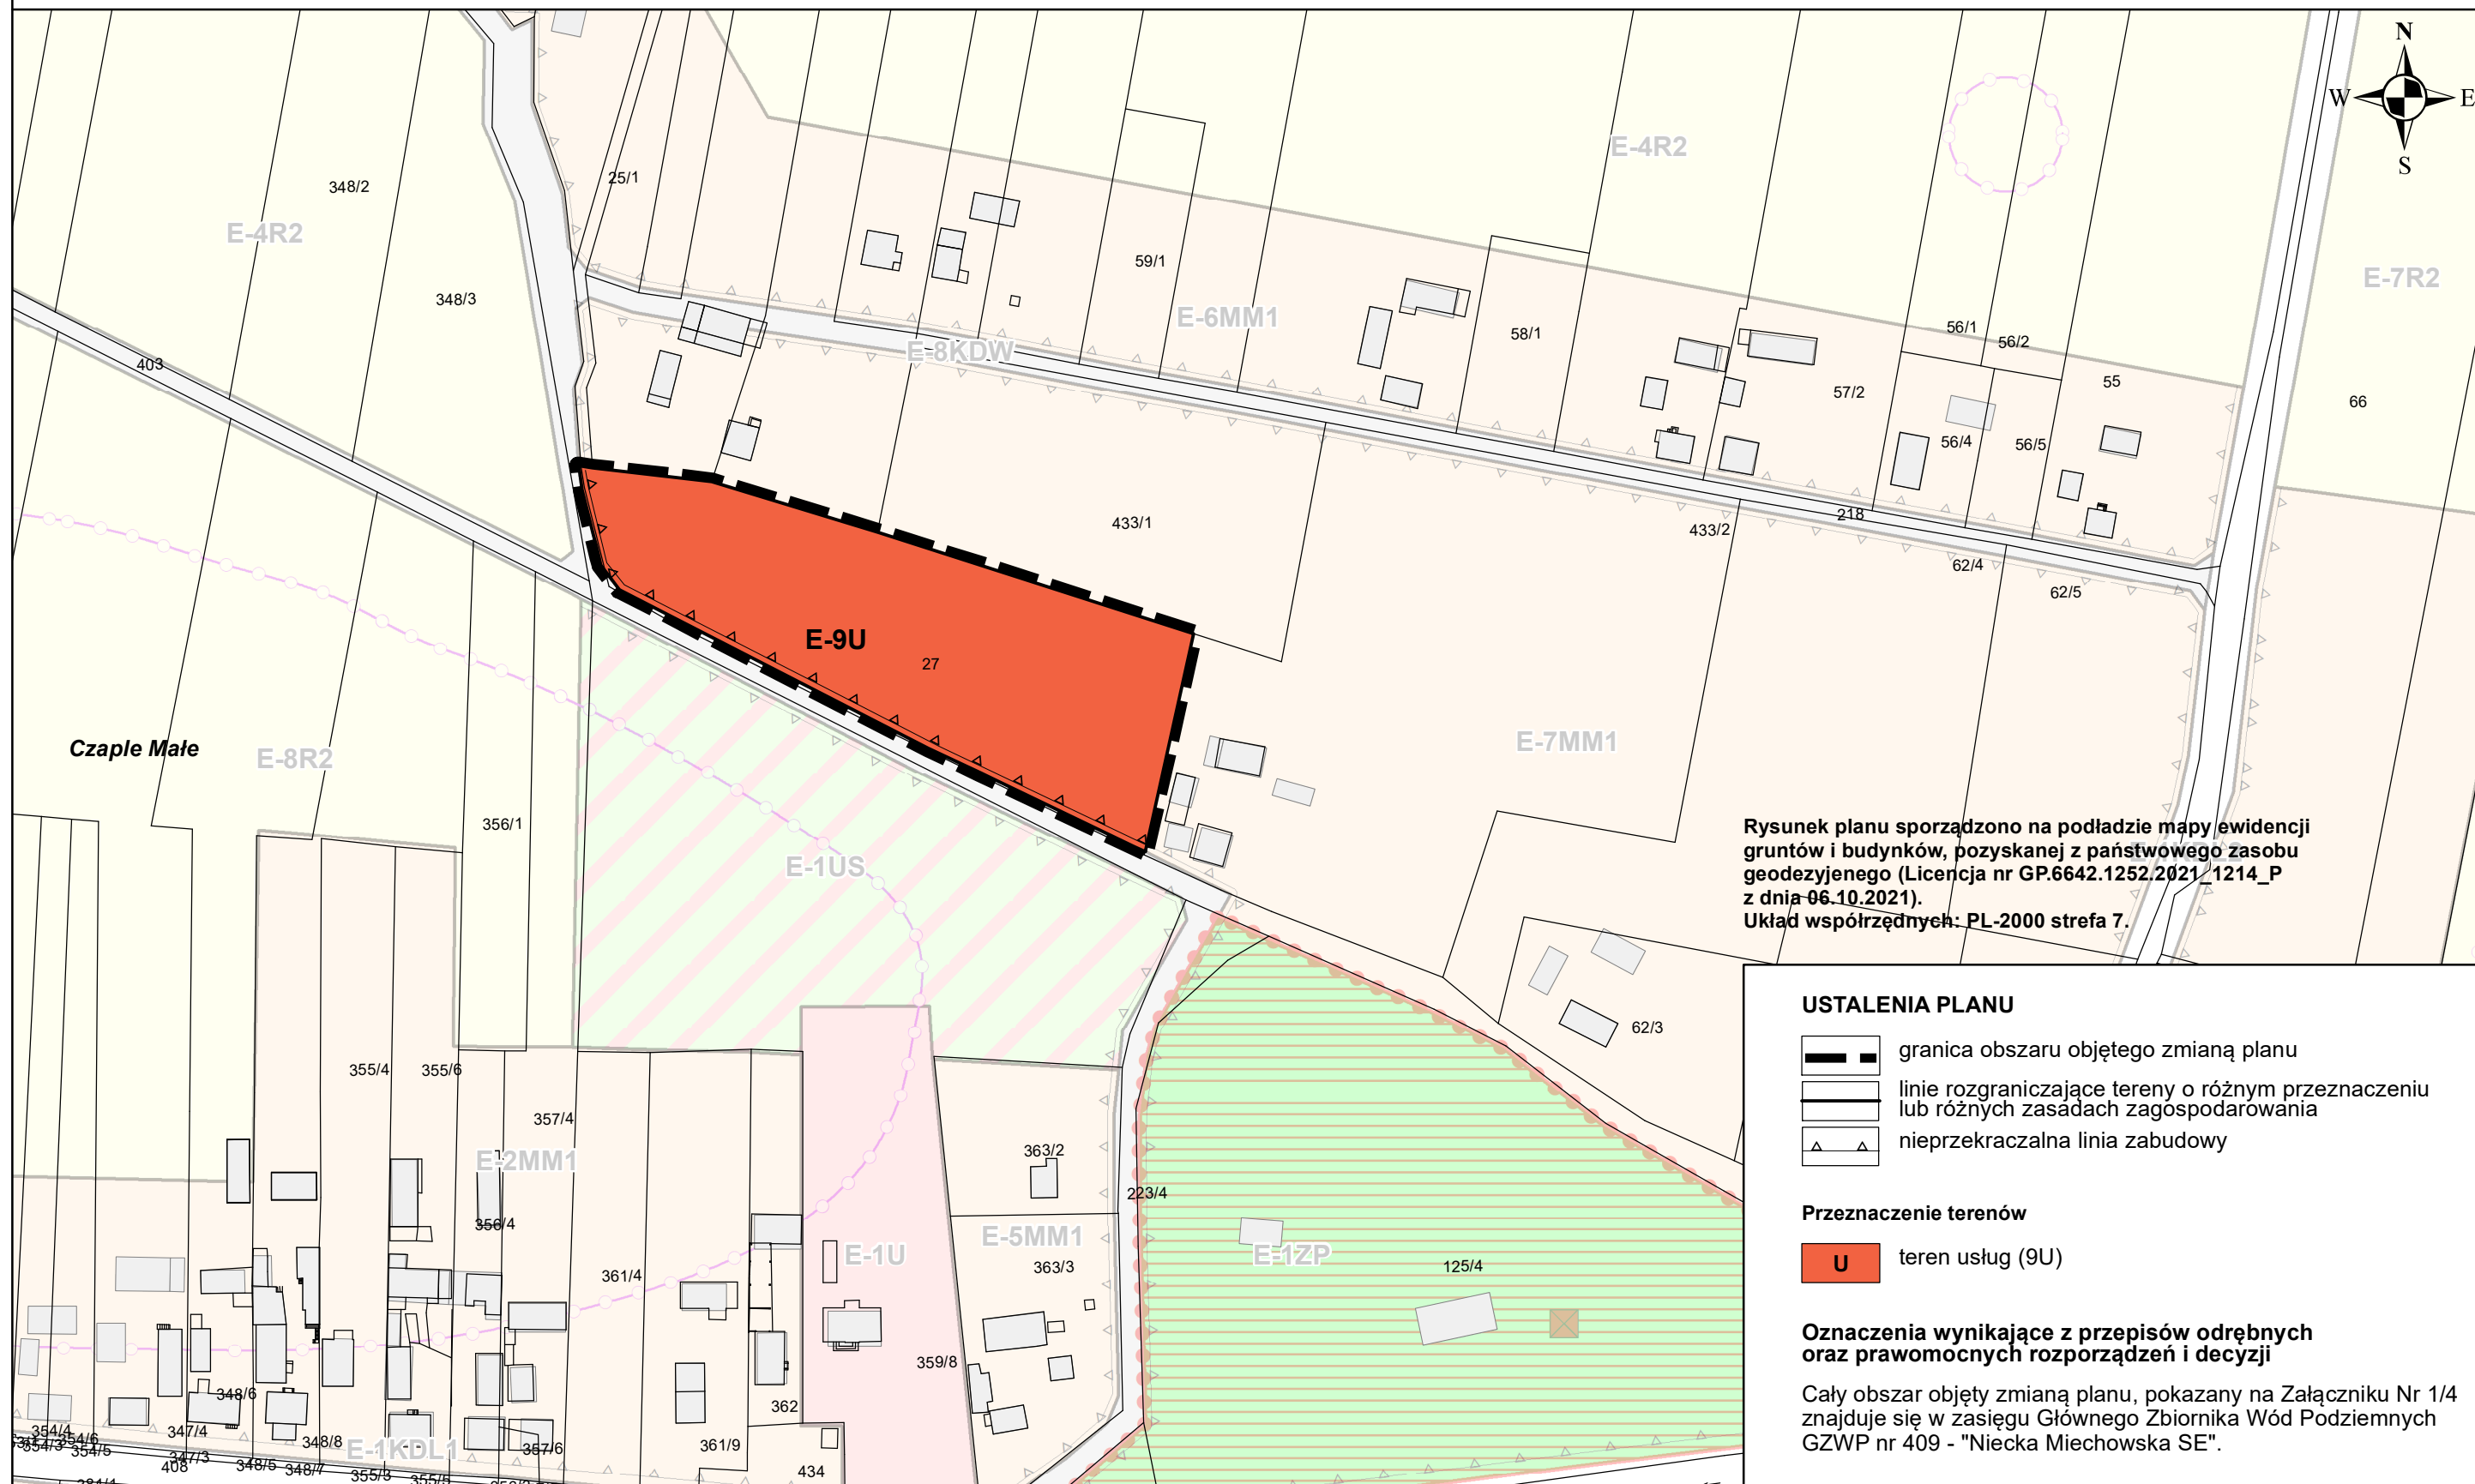 N
W
E
S
E-4R2
25/1
348/2
E-4R2
59/1
E-7R2
348/3
E-6MM1
56/1
58/1
56/2
E-8KDW
403
55
57/2
66
56/4
56/5
433/1
218
433/2
62/4
62/5
E-9U
27
Czaple Małe
E-8R2
E-7MM1
356/1
E-1US
Rysunek planu sporządzono na podładzie mapy ewidencji
gruntów i budynków, pozyskanej z państwowego zasobu
geodezyjenego (Licencja nr GP.6642.1252.2021_1214_P
z dnia 06.10.2021).
Układ współrzędnych: PL-2000 strefa 7.
62/3
355/4
355/6
357/4
E-2MM1
363/2
223/4
356/4
E-5MM1
E-1U
E-1ZP
363/3
125/4
361/4
359/8
348/6
362
354/4
347/4
354/6
354/3
354/5
348/8
E-1KDL1
357/6
361/9
347/3
408
348/5
348/7
355/3
355/5
434
USTALENIA PLANU
granica obszaru objętego zmianą planu
linie rozgraniczające tereny o różnym przeznaczeniu
lub różnych zasadach zagospodarowania
nieprzekraczalna linia zabudowy
Przeznaczenie terenów
U
teren usług (9U)
Oznaczenia wynikające z przepisów odrębnych
oraz prawomocnych rozporządzeń i decyzji
Cały obszar objęty zmianą planu, pokazany na Załączniku Nr 1/4
znajduje się w zasięgu Głównego Zbiornika Wód Podziemnych
GZWP nr 409 - "Niecka Miechowska SE".